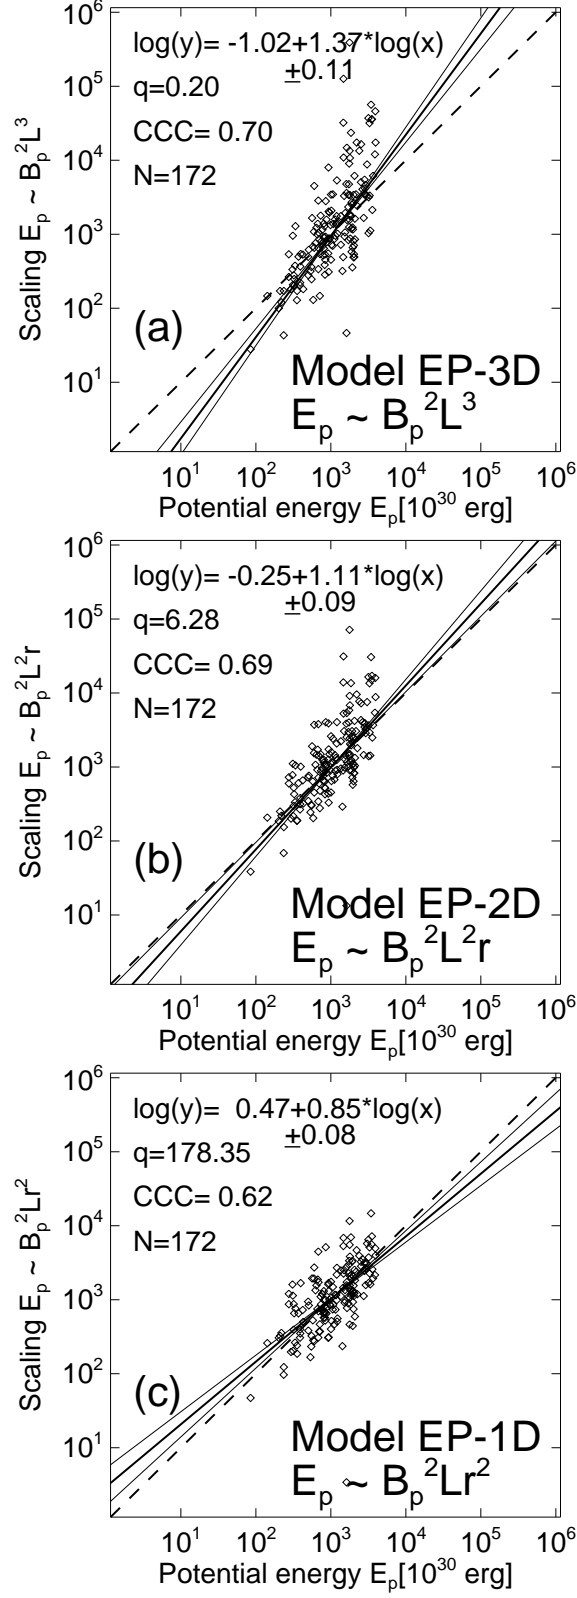 10^6
10^5
10^4
10^3
10^2
10^1
Scaling E_p ~ B_p^2L^3
log(y)= -1.02+1.37*log(x)
±0.11
q=0.20
CCC= 0.70
N=172
(a)
Model EP-3D
E_p ~ B_p^2L^3
10^1 10^2 10^3 10^4 10^5 10^6
Potential energy E_p[10^30 erg]
10^6
10^5
10^4
10^3
10^2
10^1
Scaling E_p ~ B_p^2L^2r
log(y)= -0.25+1.11*log(x)
±0.09
q=6.28
CCC= 0.69
N=172
(b)
Model EP-2D
E_p ~ B_p^2L^2r
10^1 10^2 10^3 10^4 10^5 10^6
Potential energy E_p[10^30 erg]
10^6
10^5
10^4
10^3
10^2
10^1
Scaling E_p ~ B_p^2Lr^2
log(y)=  0.47+0.85*log(x)
±0.08
q=178.35
CCC= 0.62
N=172
(c)
Model EP-1D
E_p ~ B_p^2Lr^2
10^1 10^2 10^3 10^4 10^5 10^6
Potential energy E_p[10^30 erg]